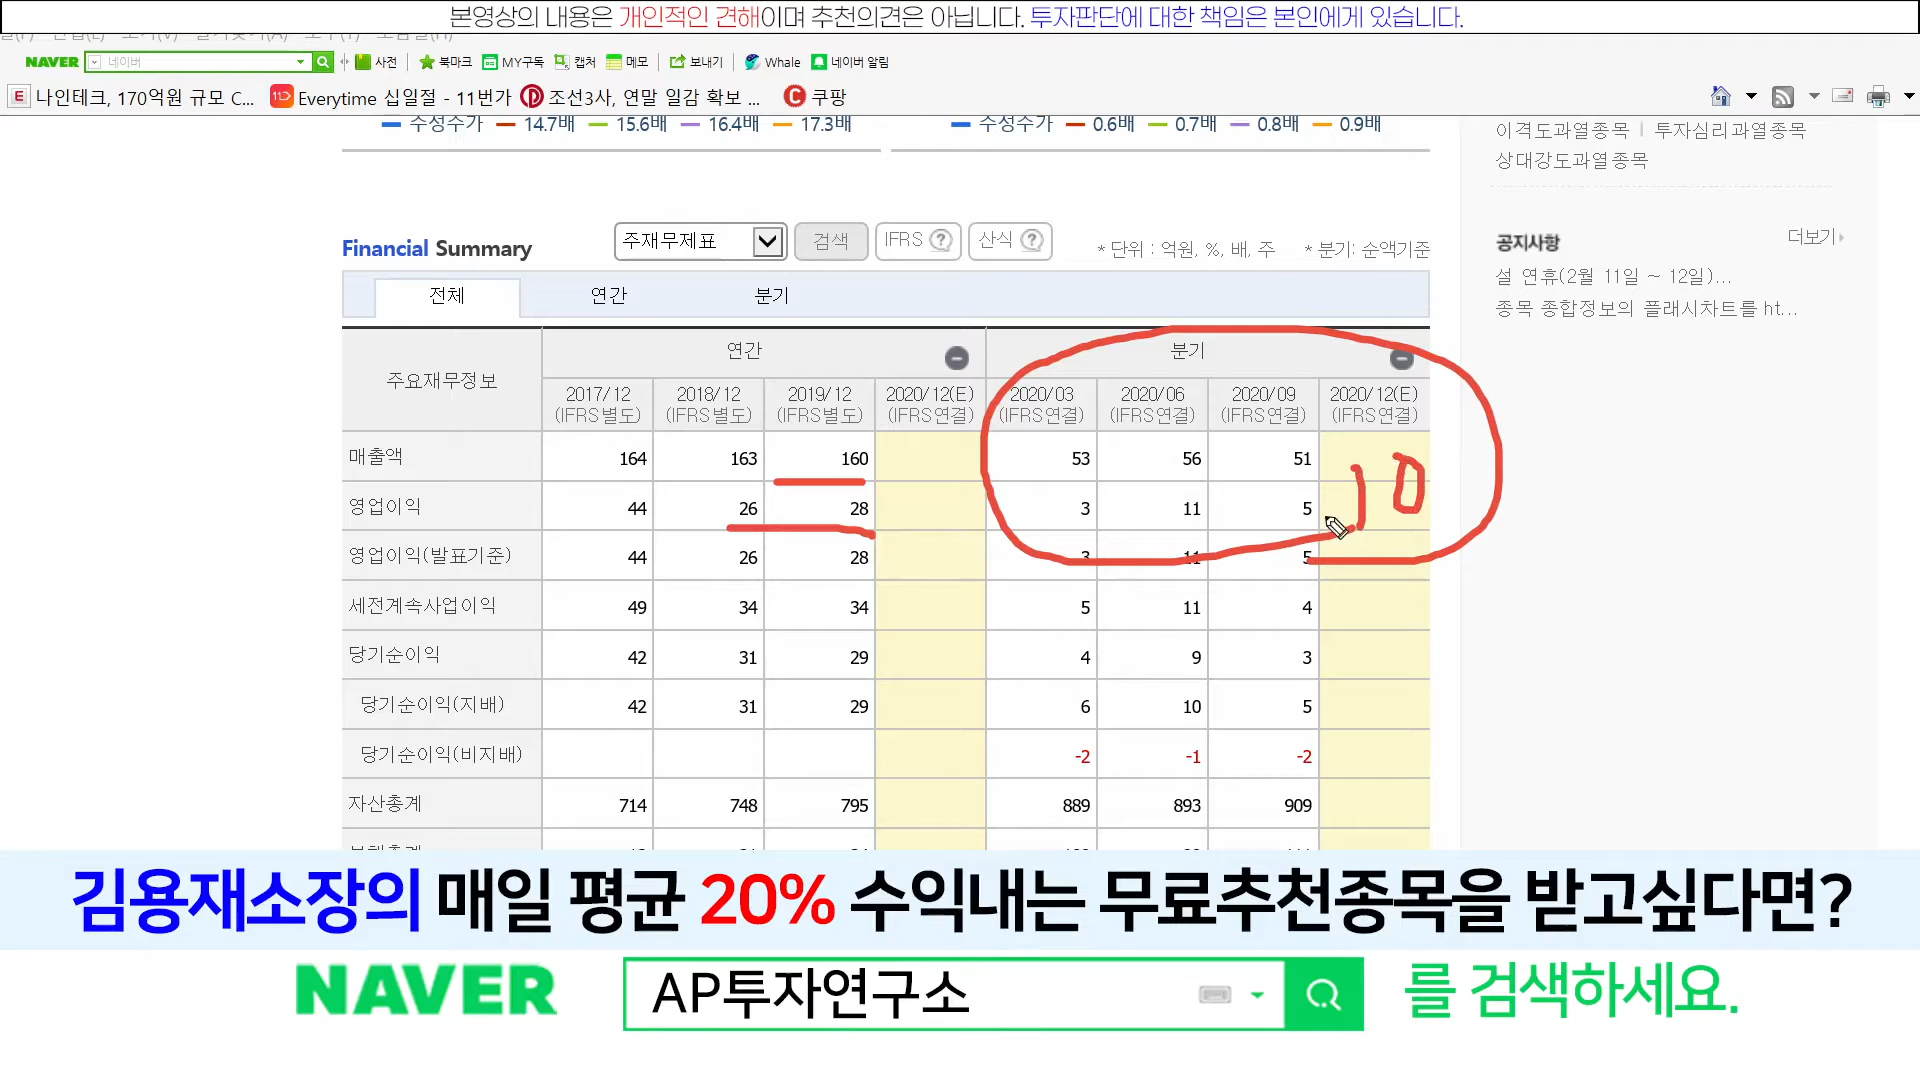 본영상의 내용은 개인적인 견해이며 추천의견은 아닙니다. 투자판단에 대한 책임은 본인에게 있습니다.
NAVER 네이버 사전 북마크 MY구독 캡처 메모 보내기 Whale 네이버 알림
나인테크, 170억원 규모 C... Everytime 십일절 - 11번가 조선3사, 연말 일감 확보 ... 쿠팡
수정주가 14.7배 15.6배 16.4배 17.3배 수정주가 0.6배 0.7배 0.8배 0.9배
이격도과열종목 | 투자심리과열종목
상대강도과열종목
Financial Summary 주재무제표 검색 IFRS ? 산식 ? * 단위 : 억원, %, 배, 주 * 분기: 순액기준
공지사항 더보기
설 연휴(2월 11일 ~ 12일)...
종목 종합정보의 플래시차트를 ht...
전체 연간 분기
주요재무정보 연간 분기
2017/12 2018/12 2019/12 2020/12(E) 2020/03 2020/06 2020/09 2020/12(E)
(IFRS별도) (IFRS별도) (IFRS별도) (IFRS연결) (IFRS연결) (IFRS연결) (IFRS연결) (IFRS연결)
매출액 164 163 160 53 56 51
10
영업이익 44 26 28 3 11 5
영업이익(발표기준) 44 26 28 3 11 5
세전계속사업이익 49 34 34 5 11 4
당기순이익 42 31 29 4 9 3
당기순이익(지배) 42 31 29 6 10 5
당기순이익(비지배) -2 -1 -2
자산총계 714 748 795 889 893 909
김용재소장의 매일 평균 20% 수익내는 무료추천종목을 받고싶다면?
NAVER AP투자연구소 를 검색하세요.